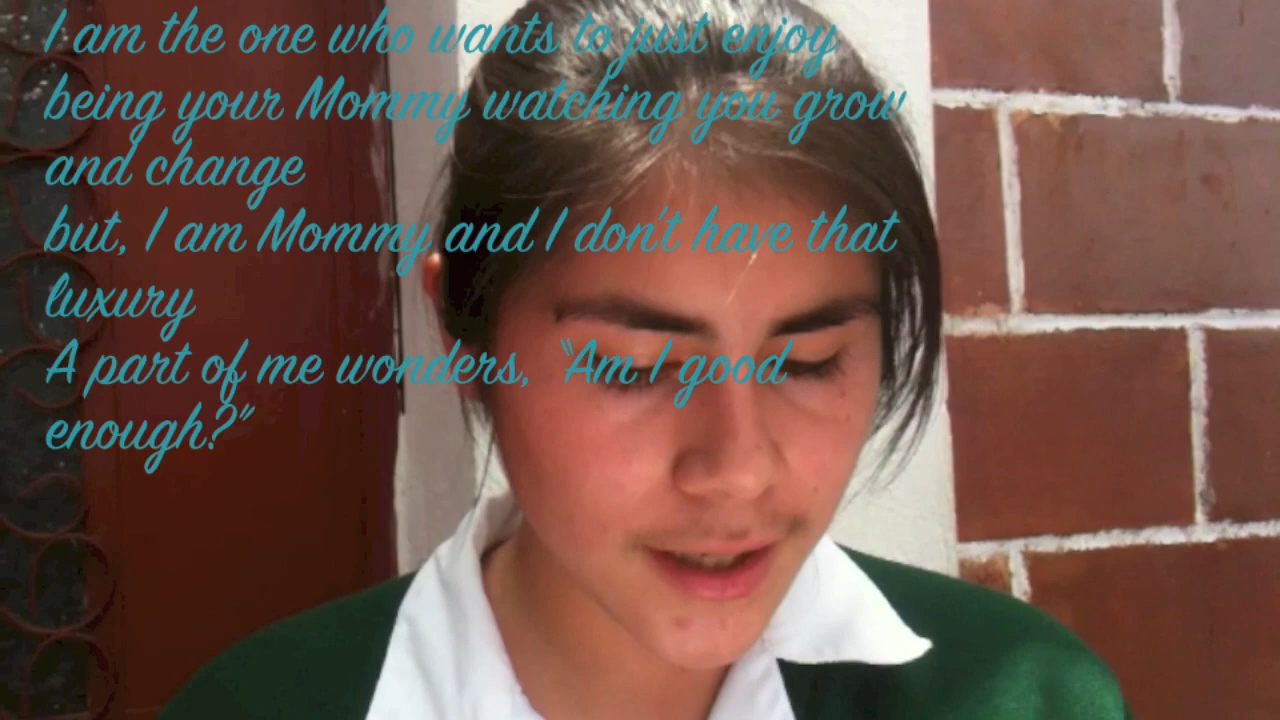 I am the one who wants to just enjoy
being your Mommy watching you grow
and change
but, I am Mommy and I don't have that
luxury
A part of me wonders, "Am I good
enough?"